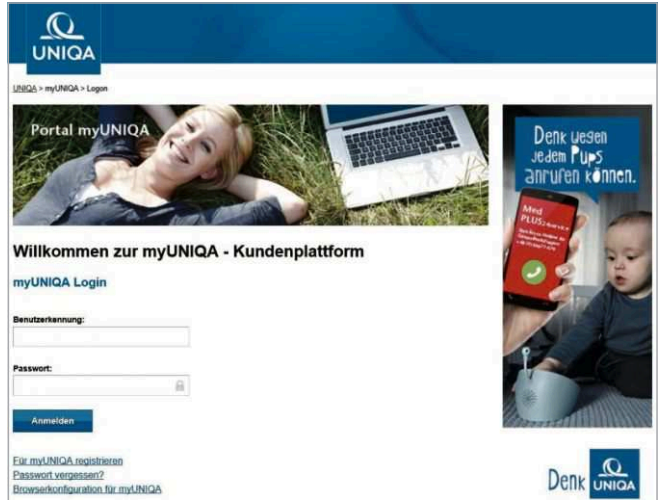 UNIQA
UNIQA > myUNIQA > Logon
Portal myUNIQA
Denk wegen
jedem Pups
anrufen können.
Med
PLUS24service
Willkommen zur myUNIQA - Kundenplattform
myUNIQA Login
Benutzerkennung:
Passwort:
Anmelden
Für myUNIQA registrieren
Passwort vergessen?
Browserkonfiguration für myUNIQA
Denk UNIQA